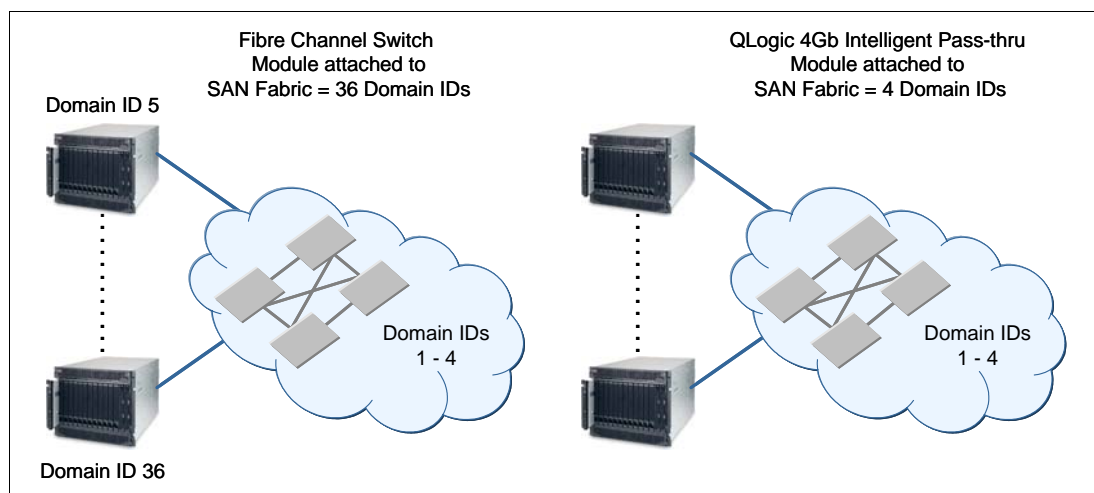 Fibre Channel Switch
Module attached to
SAN Fabric = 36 Domain IDs
Domain ID 5
Domain IDs
1 - 4
Domain ID 36
QLogic 4Gb Intelligent Pass-thru
Module attached to
SAN Fabric = 4 Domain IDs
Domain IDs
1 - 4